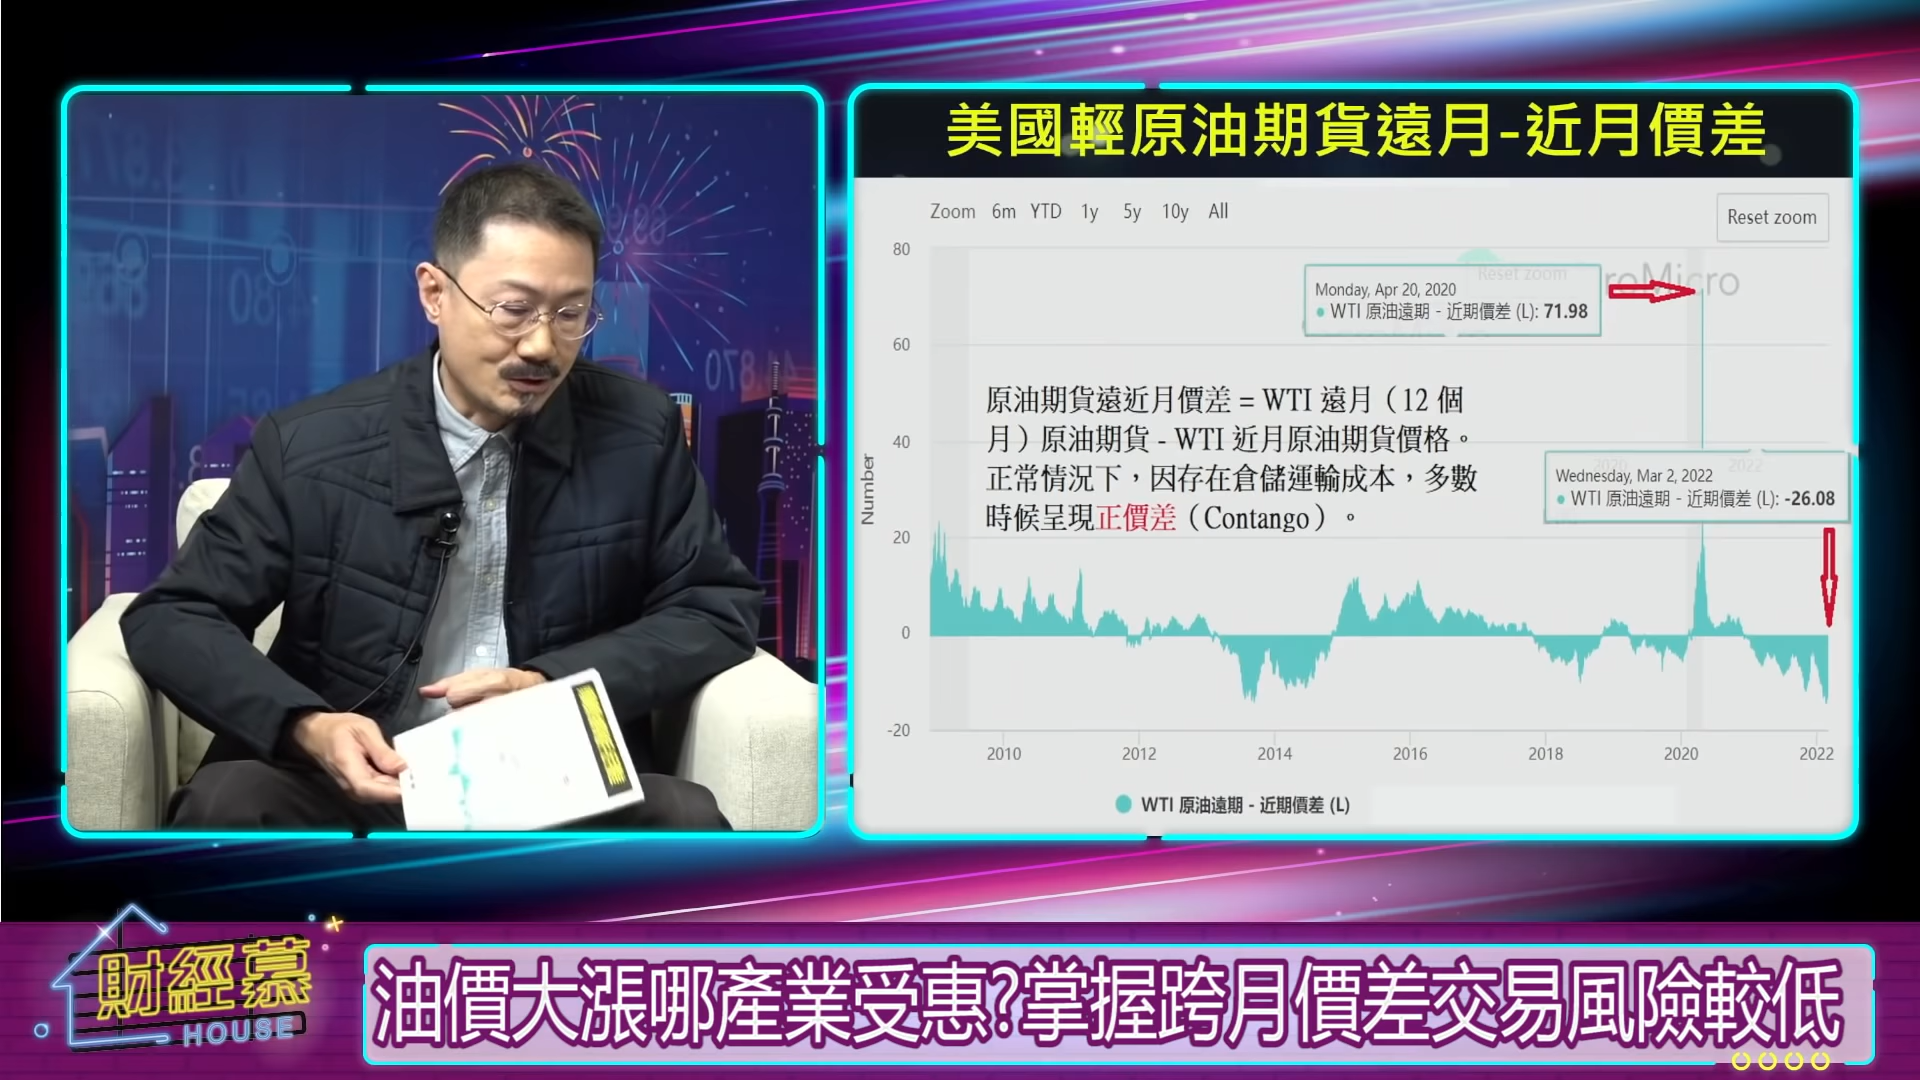 美國輕原油期貨遠月-近月價差
Zoom 6m YTD 1y 5y 10y All
Reset zoom
Reset zoom
roMicro
Monday, Apr 20, 2020
WTI 原油遠期 - 近期價差 (L): 71.98
原油期貨遠近月價差 = WTI 遠月（12 個
月）原油期貨 - WTI 近月原油期貨價格。
正常情況下，因存在倉儲運輸成本，多數
時候呈現正價差（Contango）。
2020
2022
Wednesday, Mar 2, 2022
WTI 原油遠期 - 近期價差 (L): -26.08
Number
80
60
40
20
0
-20
2010 2012 2014 2016 2018 2020 2022
WTI 原油遠期 - 近期價差 (L)
財經慕
HOUSE
油價大漲哪產業受惠?掌握跨月價差交易風險較低